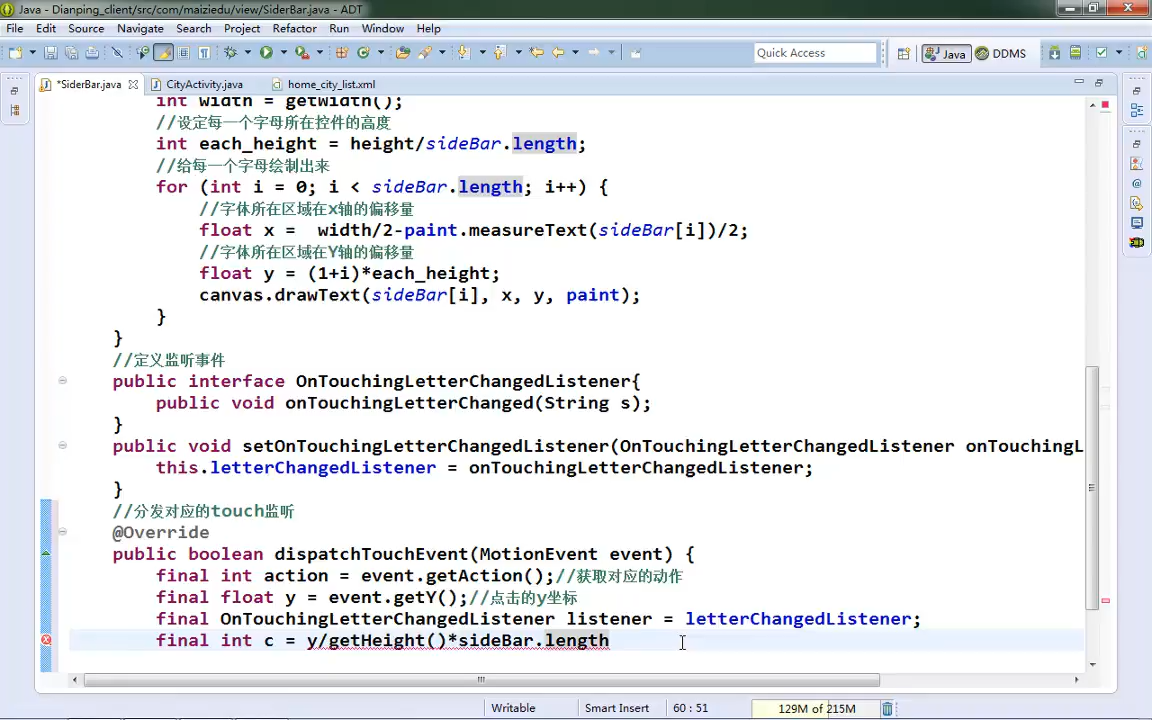 Java - Dianping_client/src/com/maiziedu/view/SiderBar.java - ADT
File Edit Source Navigate Search Project Refactor Run Window Help
Quick Access Java DDMS
*SiderBar.java CityActivity.java home_city_list.xml
int width = getWidth();
//设定每一个字母所在控件的高度
int each_height = height/sideBar.length;
//给每一个字母绘制出来
for (int i = 0; i < sideBar.length; i++) {
//字体所在区域在x轴的偏移量
float x =  width/2-paint.measureText(sideBar[i])/2;
//字体所在区域在Y轴的偏移量
float y = (1+i)*each_height;
canvas.drawText(sideBar[i], x, y, paint);
}
}
//定义监听事件
public interface OnTouchingLetterChangedListener{
public void onTouchingLetterChanged(String s);
}
public void setOnTouchingLetterChangedListener(OnTouchingLetterChangedListener onTouchingL
this.letterChangedListener = onTouchingLetterChangedListener;
}
//分发对应的touch监听
@Override
public boolean dispatchTouchEvent(MotionEvent event) {
final int action = event.getAction();//获取对应的动作
final float y = event.getY();//点击的y坐标
final OnTouchingLetterChangedListener listener = letterChangedListener;
final int c = y/getHeight()*sideBar.length
Writable Smart Insert 60 : 51 129M of 215M